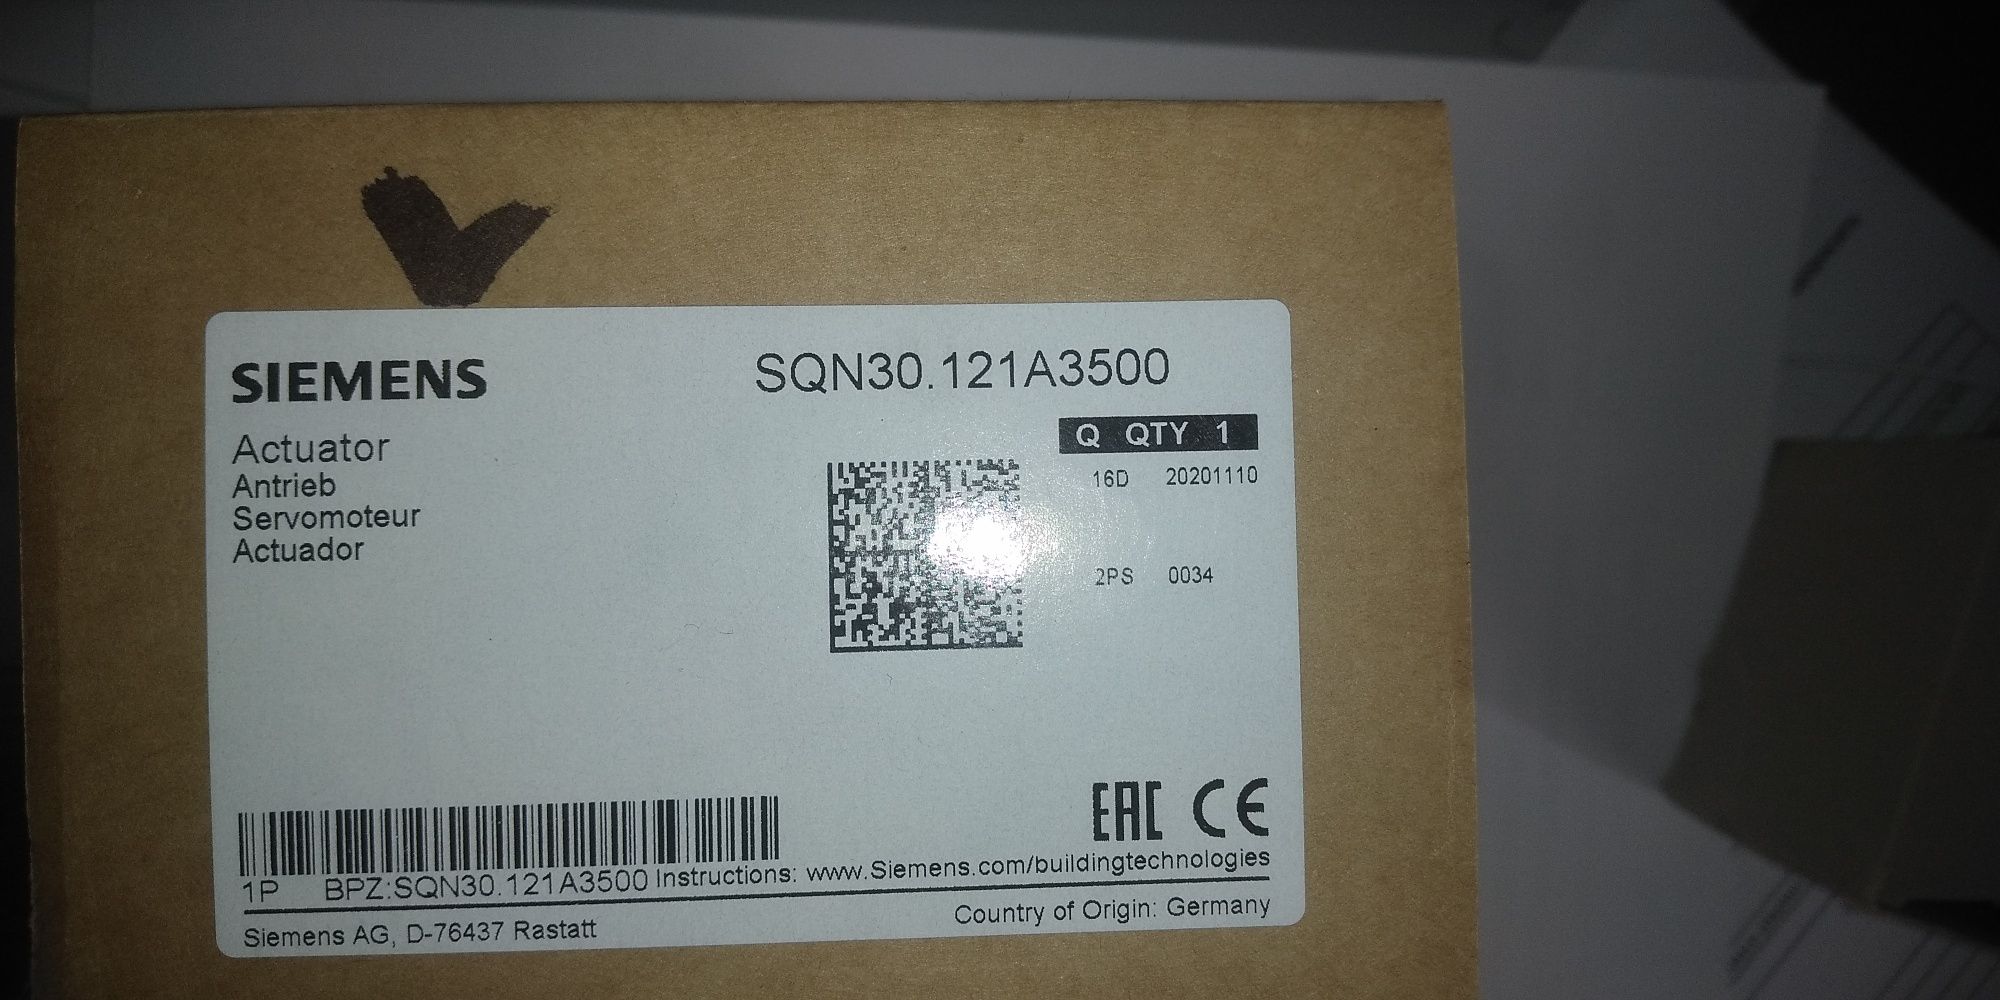 SIEMENS
SQN30.121A3500
Q QTY 1
Actuator
Antrieb
Servomoteur
Actuador
16D 20201110
2PS 0034
EAC CE
1P BPZ:SQN30.121A3500 Instructions: www.Siemens.com/buildingtechnologies
Siemens AG, D-76437 Rastatt
Country of Origin: Germany